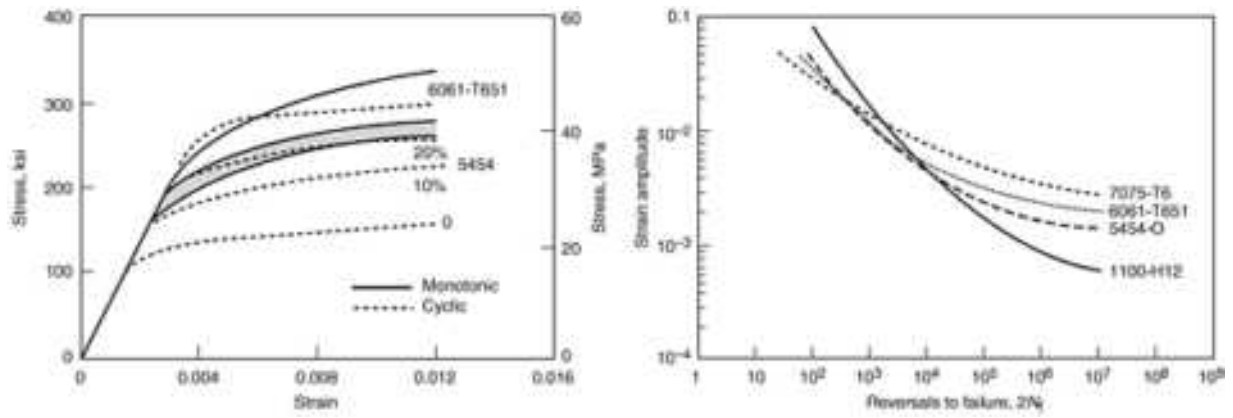 400
300
200
100
0
Stress, ksi
60
40
20
0
Stress, MPa
6061-T651
20%
5454
10%
0
Monotonic
Cyclic
0 0.004 0.008 0.012 0.016
Strain
0.1
10-2
10-3
10-4
Strain amplitude
7075-T6
6061-T651
5454-O
1100-H12
1 10 10² 10³ 10⁴ 10⁵ 10⁶ 10⁷ 10⁸ 10⁹
Reversals to failure, 2Nf